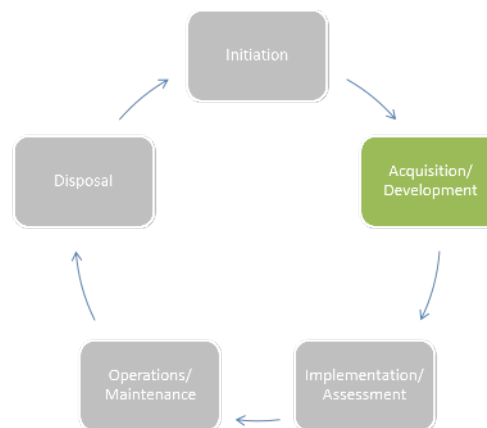 Initiation
Acquisition/
Development
Disposal
Operations/
Maintenance
Implementation/
Assessment